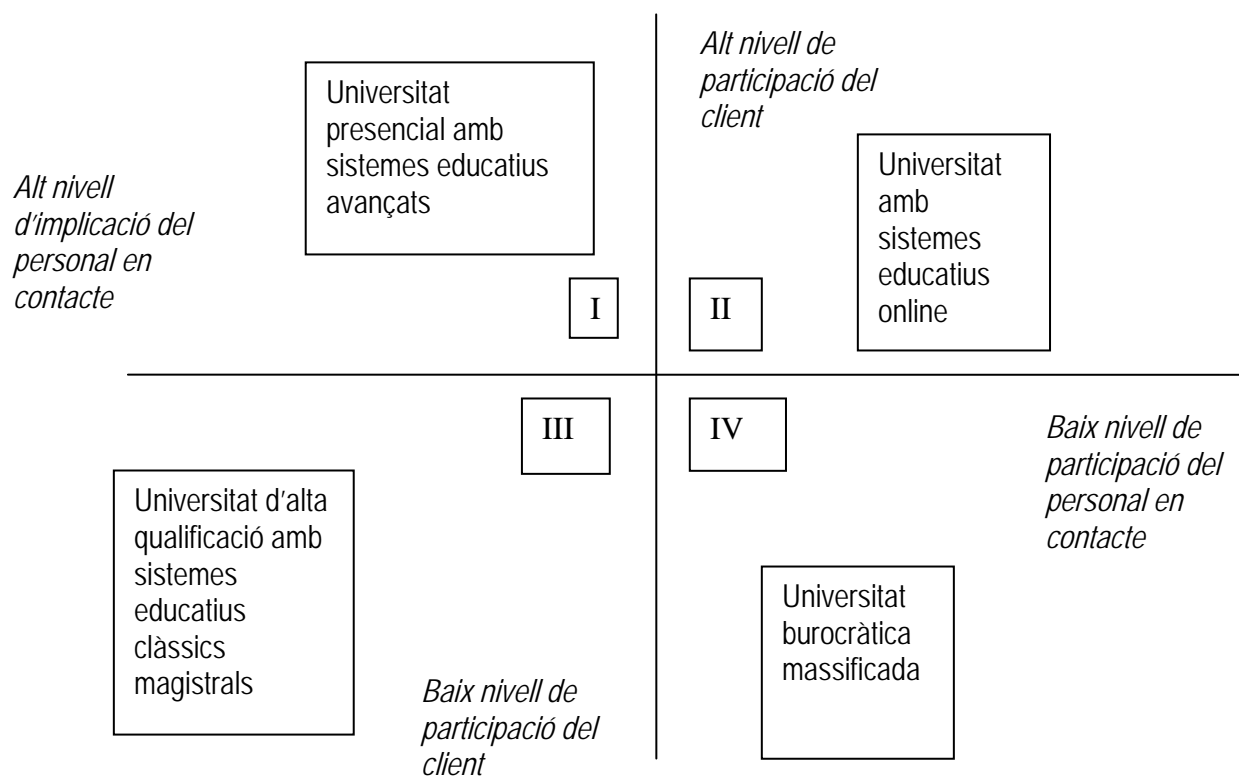 Alt nivell de
participació del
client
Universitat
presencial amb
sistemes educatius
avançats
Universitat
amb
sistemes
educatius
online
Alt nivell
d'implicació del
personal en
contacte
I
II
III
IV
Baix nivell de
participació del
personal en
contacte
Universitat d’alta
qualificació amb
sistemes
educatius
clàssics
magistrals
Universitat
burocràtica
massificada
Baix nivell de
participació del
client